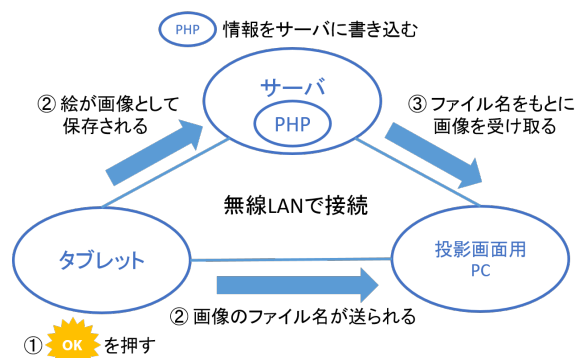 PHP 情報をサーバに書き込む
サーバ
PHP
② 絵が画像として
保存される
③ ファイル名をもとに
画像を受け取る
無線LANで接続
タブレット
投影画面用
PC
② 画像のファイル名が送られる
① OK を押す